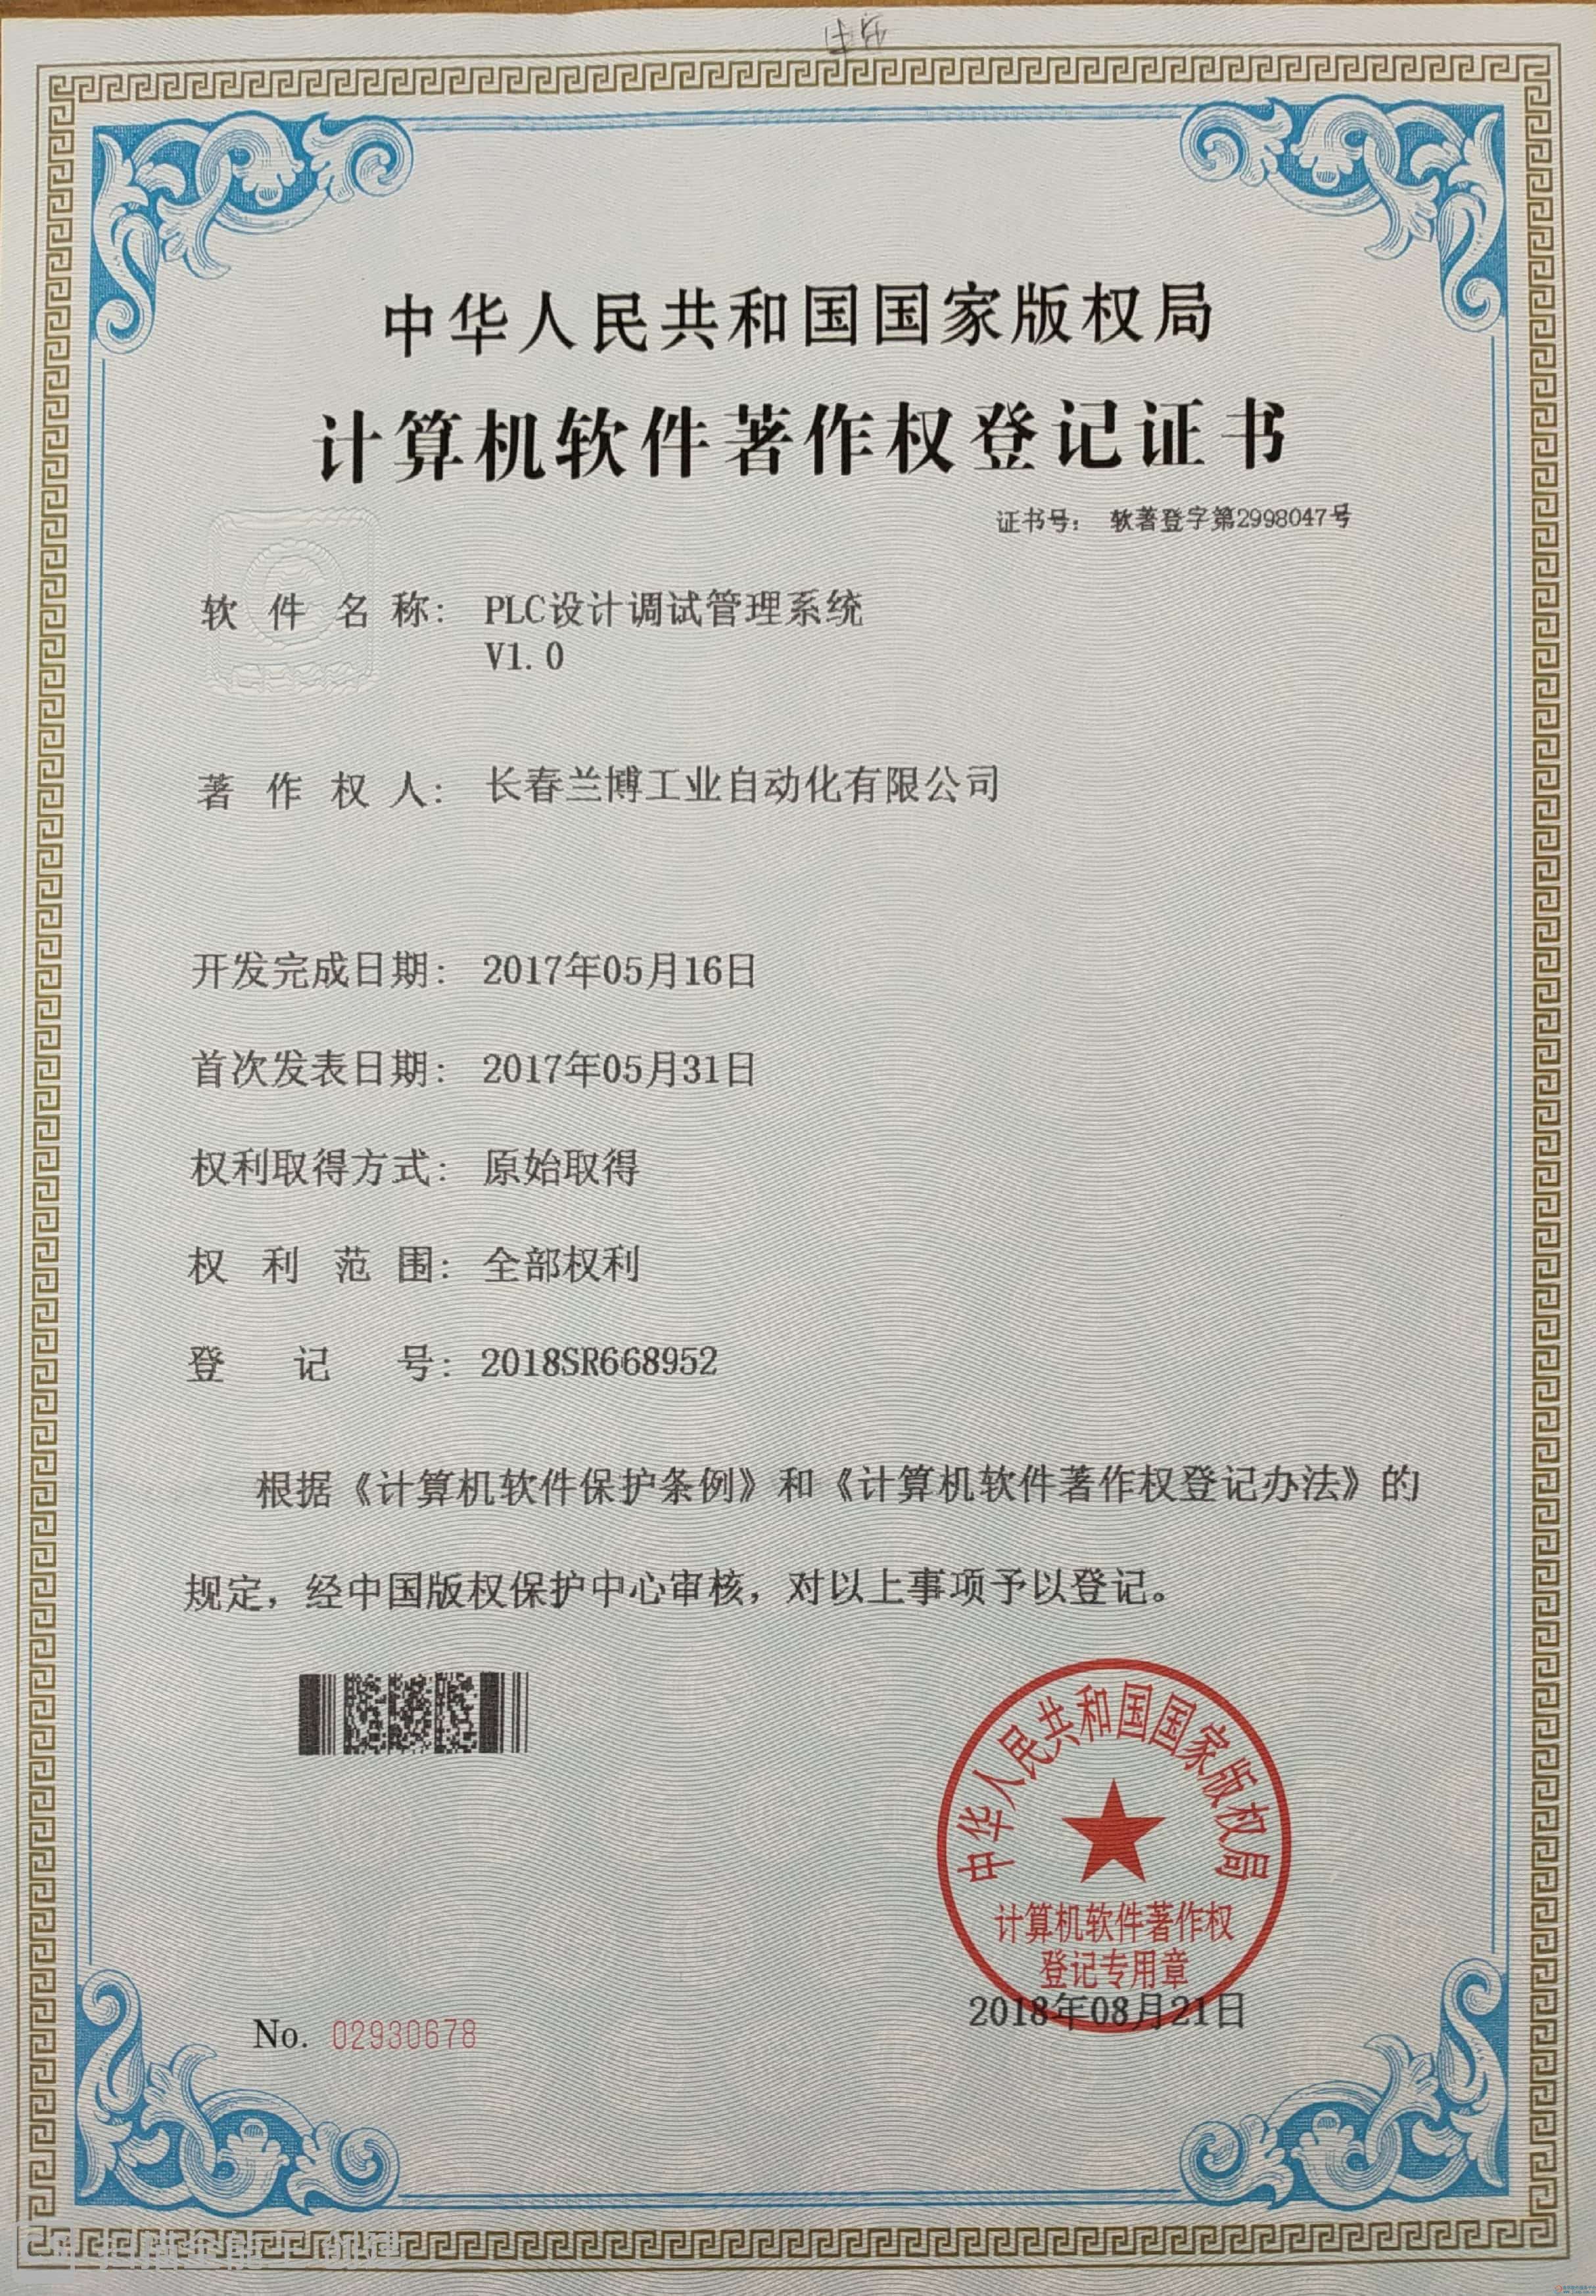 中华人民共和国国家版权局
计算机软件著作权登记证书
证书号： 软著登字第2998047号
软件名称： PLC设计调试管理系统
V1.0
著作权人： 长春兰博工业自动化有限公司
开发完成日期： 2017年05月16日
首次发表日期： 2017年05月31日
权利取得方式： 原始取得
权利范围： 全部权利
登记号： 2018SR668952
根据《计算机软件保护条例》和《计算机软件著作权登记办法》的
规定，经中国版权保护中心审核，对以上事项予以登记。
中华人民共和国国家版权局
计算机软件著作权
登记专用章
2018年08月21日
No. 02930678
扫描全能王 创建